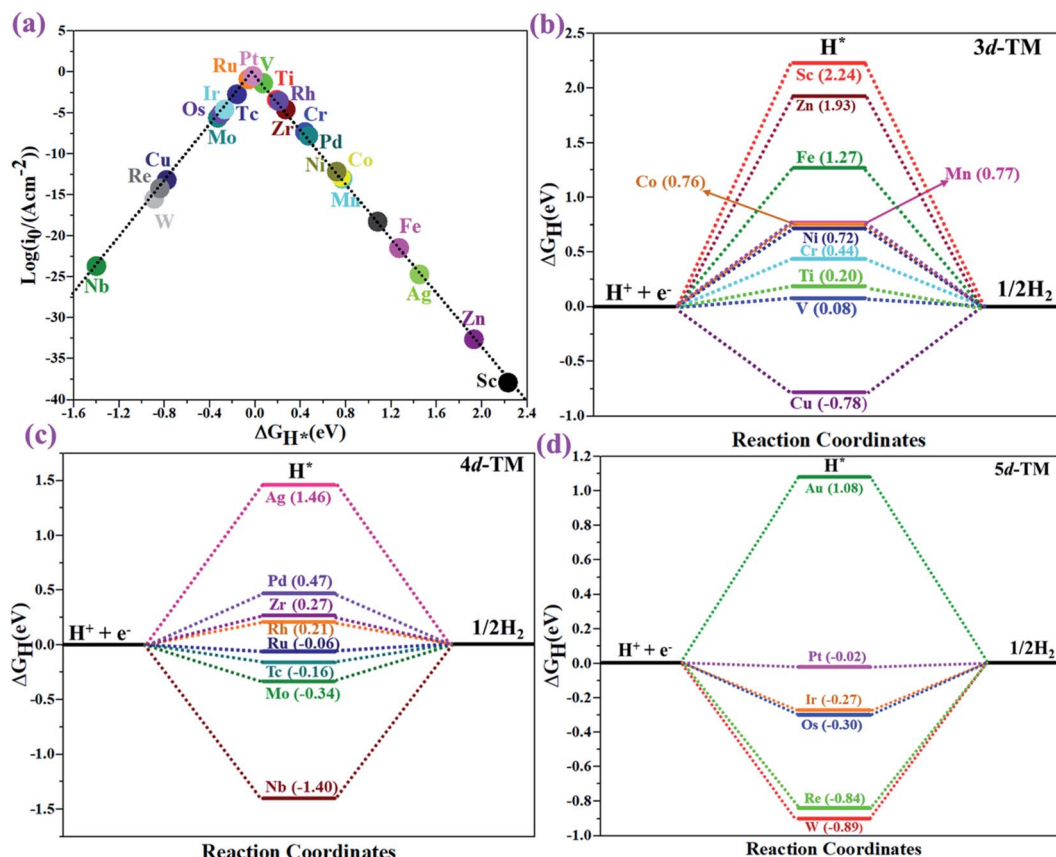 (a)
Log(i₀/(Acm⁻²))
5
0
-5
-10
-15
-20
-25
-30
-35
-40
Pt
V
Ru
Ti
Ir
Rh
Os
Tc
Cr
Mo
Zr
Pd
Cu
Ni
Co
Re
Mn
W
Fe
Nb
Ag
Zn
Sc
-1.6 -1.2 -0.8 -0.4 0.0 0.4 0.8 1.2 1.6 2.0 2.4
ΔG_H*(eV)
(b)
ΔG_H(eV)
2.5
2.0
1.5
1.0
0.5
0.0
-0.5
-1.0
H*
3d-TM
Sc (2.24)
Zn (1.93)
Fe (1.27)
Co (0.76)
Mn (0.77)
Ni (0.72)
Cr (0.44)
Ti (0.20)
H⁺ + e⁻
1/2H₂
V (0.08)
Cu (-0.78)
Reaction Coordinates
(c)
ΔG_H(eV)
1.5
1.0
0.5
0.0
-0.5
-1.0
-1.5
H*
4d-TM
Ag (1.46)
Pd (0.47)
Zr (0.27)
Rh (0.21)
H⁺ + e⁻
1/2H₂
Ru (-0.06)
Tc (-0.16)
Mo (-0.34)
Nb (-1.40)
Reaction Coordinates
(d)
ΔG_H(eV)
1.2
1.0
0.8
0.6
0.4
0.2
0.0
-0.2
-0.4
-0.6
-0.8
-1.0
H*
5d-TM
Au (1.08)
H⁺ + e⁻
1/2H₂
Pt (-0.02)
Ir (-0.27)
Os (-0.30)
Re (-0.84)
W (-0.89)
Reaction Coordinates